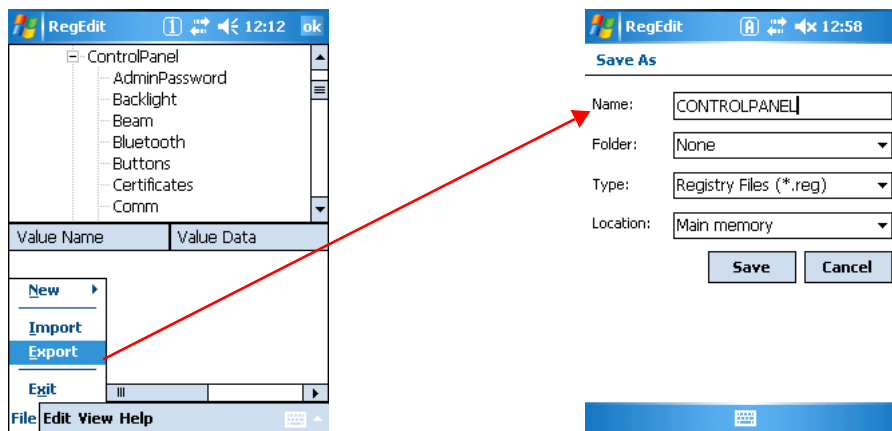 RegEdit 1 12:12 ok
ControlPanel
AdminPassword
Backlight
Beam
Bluetooth
Buttons
Certificates
Comm
Value Name Value Data
New
Import
Export
Exit
File Edit View Help
RegEdit A 12:58
Save As
Name: CONTROLPANEL
Folder: None
Type: Registry Files (*.reg)
Location: Main memory
Save Cancel